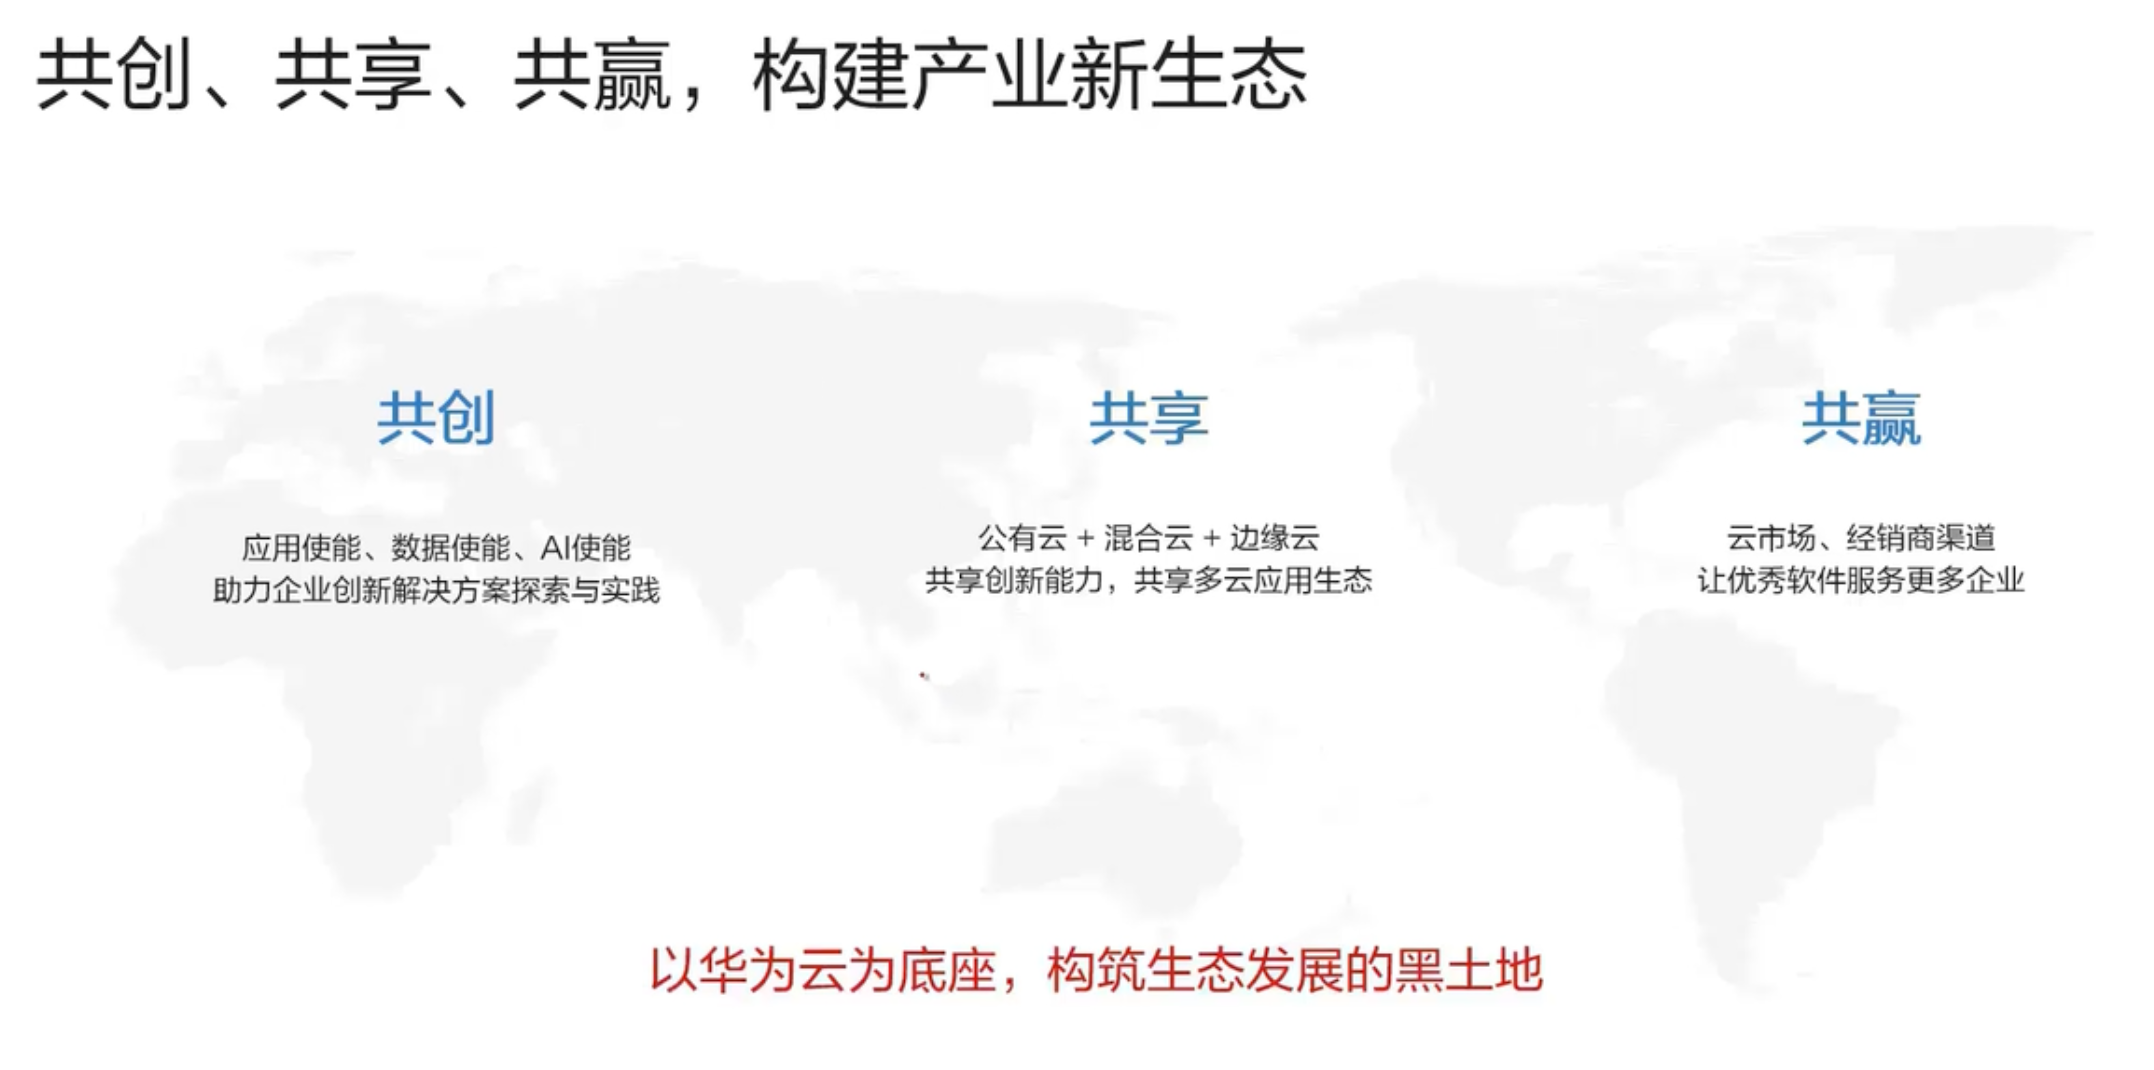 共创、共享、共赢，构建产业新生态
共创
应用使能、数据使能、AI使能
助力企业创新解决方案探索与实践
共享
公有云 + 混合云 + 边缘云
共享创新能力，共享多云应用生态
共赢
云市场、经销商渠道
让优秀软件服务更多企业
以华为云为底座，构筑生态发展的黑土地